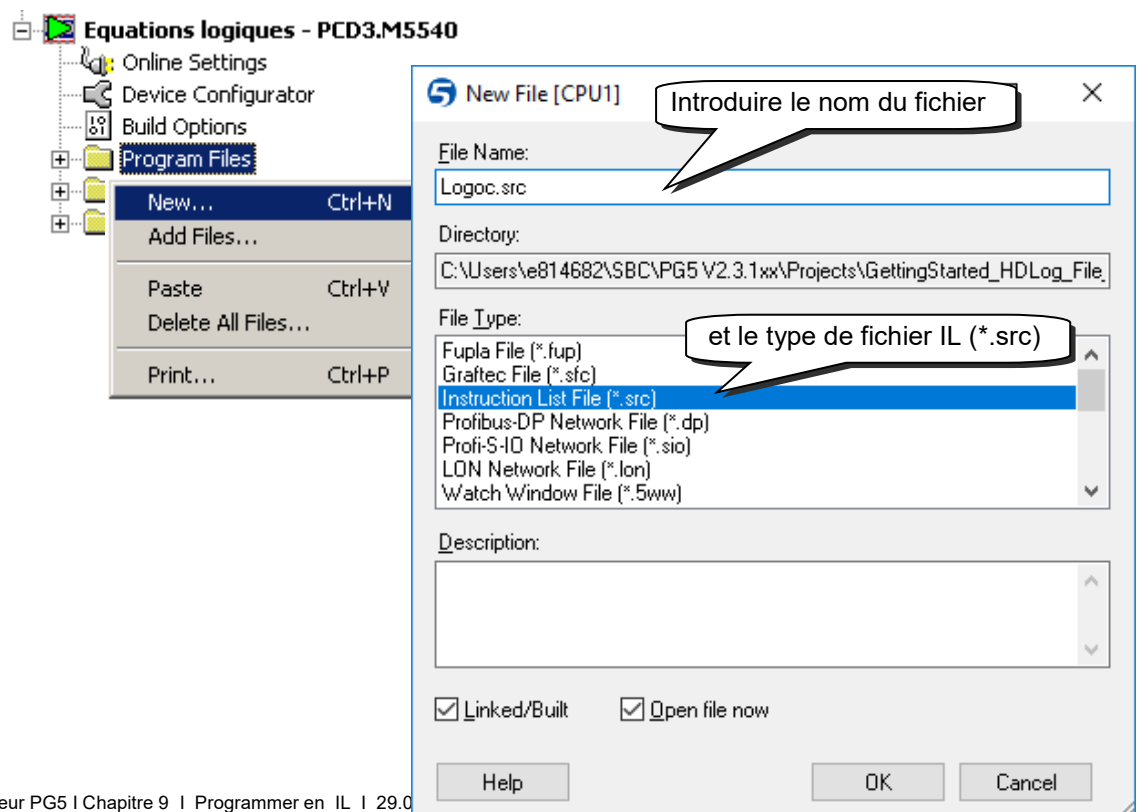 Equations logiques - PCD3.M5540
Online Settings
Device Configurator
Build Options
Program Files
New... Ctrl+N
Add Files...
Paste Ctrl+V
Delete All Files...
Print... Ctrl+P
New File [CPU1]
Introduire le nom du fichier
File Name:
Logoc.src
Directory:
C:\Users\e814682\SBC\PG5 V2.3.1xx\Projects\GettingStarted_HDLog_File_
File Type:
et le type de fichier IL (*.src)
Fupla File (*.fup)
Graftec File (*.sfc)
Instruction List File (*.src)
Profibus-DP Network File (*.dp)
Profi-S-IO Network File (*.sio)
LON Network File (*.lon)
Watch Window File (*.5ww)
Description:
Linked/Built
Open file now
Help
OK
Cancel
eur PG5 I Chapitre 9 I Programmer en IL I 29.0